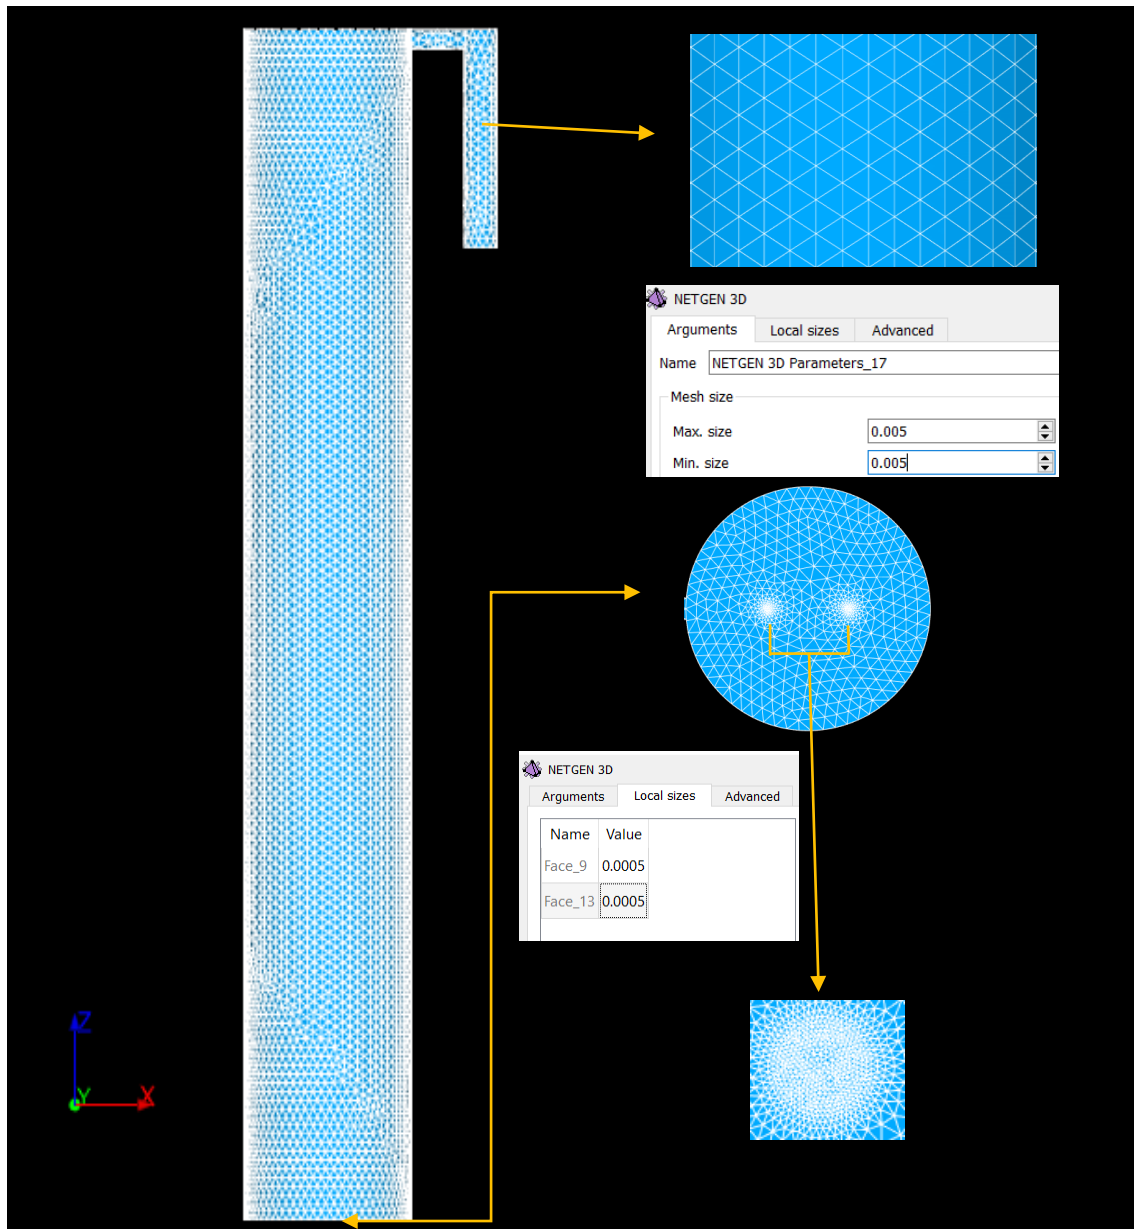 NETGEN 3D
Arguments Local sizes Advanced
Name NETGEN 3D Parameters_17
Mesh size
Max. size 0.005
Min. size 0.005
NETGEN 3D
Arguments Local sizes Advanced
Name Value
Face_9 0.0005
Face_13 0.0005
Z
Y X